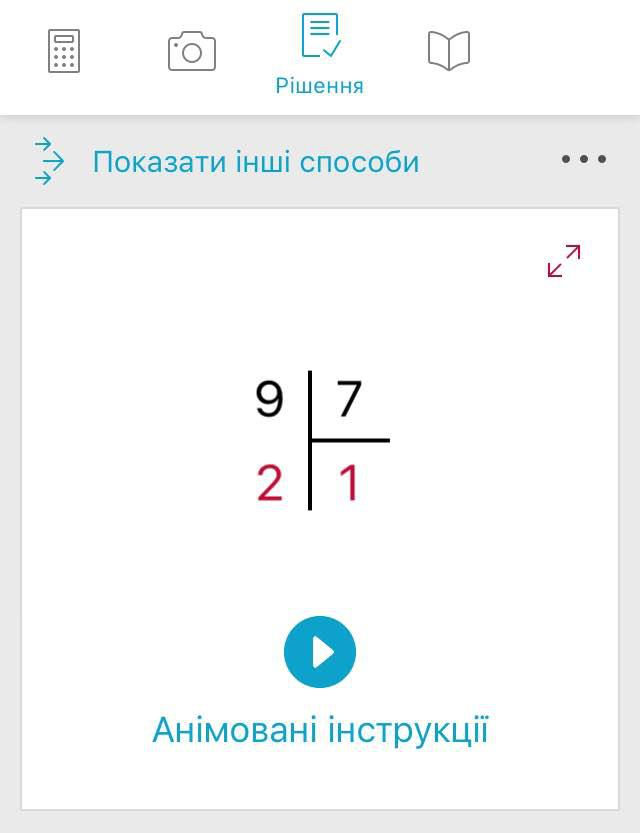 Рішення
Показати інші способи
9 7
2 1
Анімовані інструкції